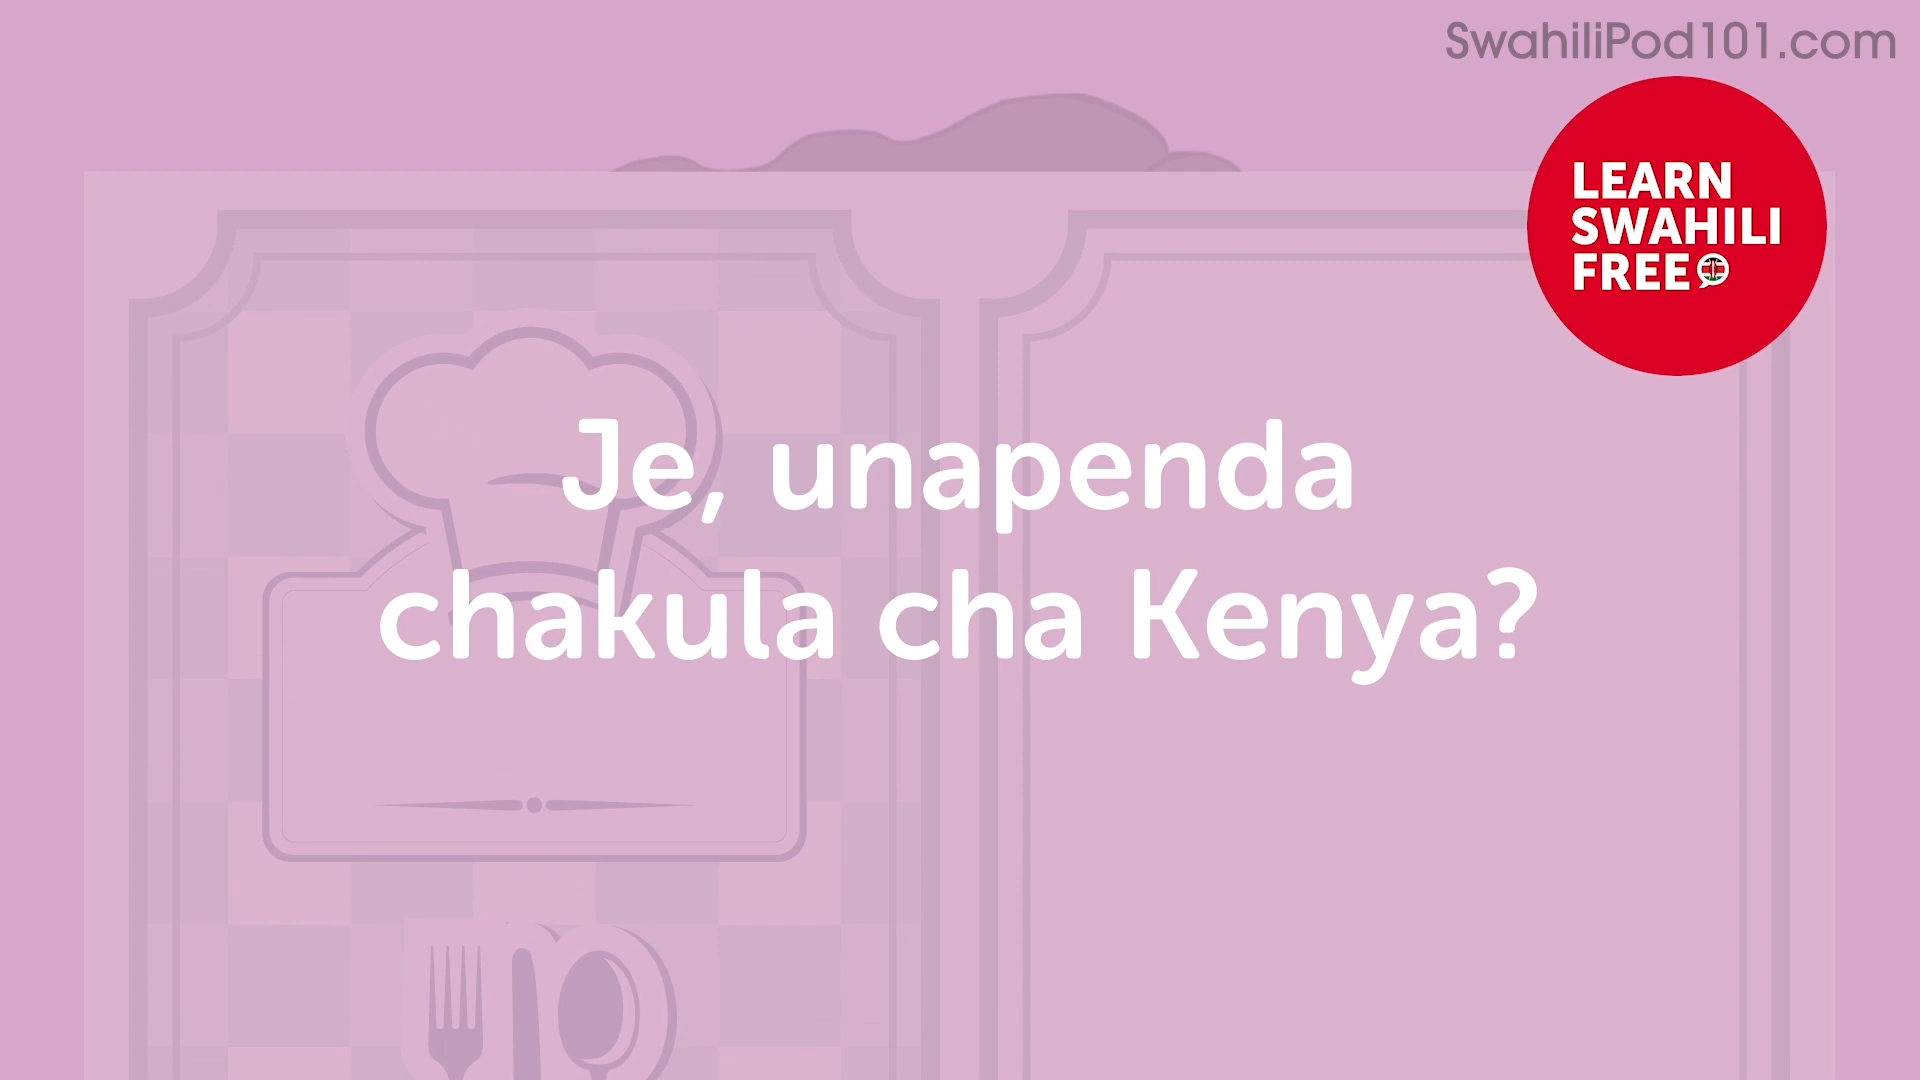 SwahiliPod101.com
LEARN
SWAHILI
FREE
Je, unapenda
chakula cha Kenya?